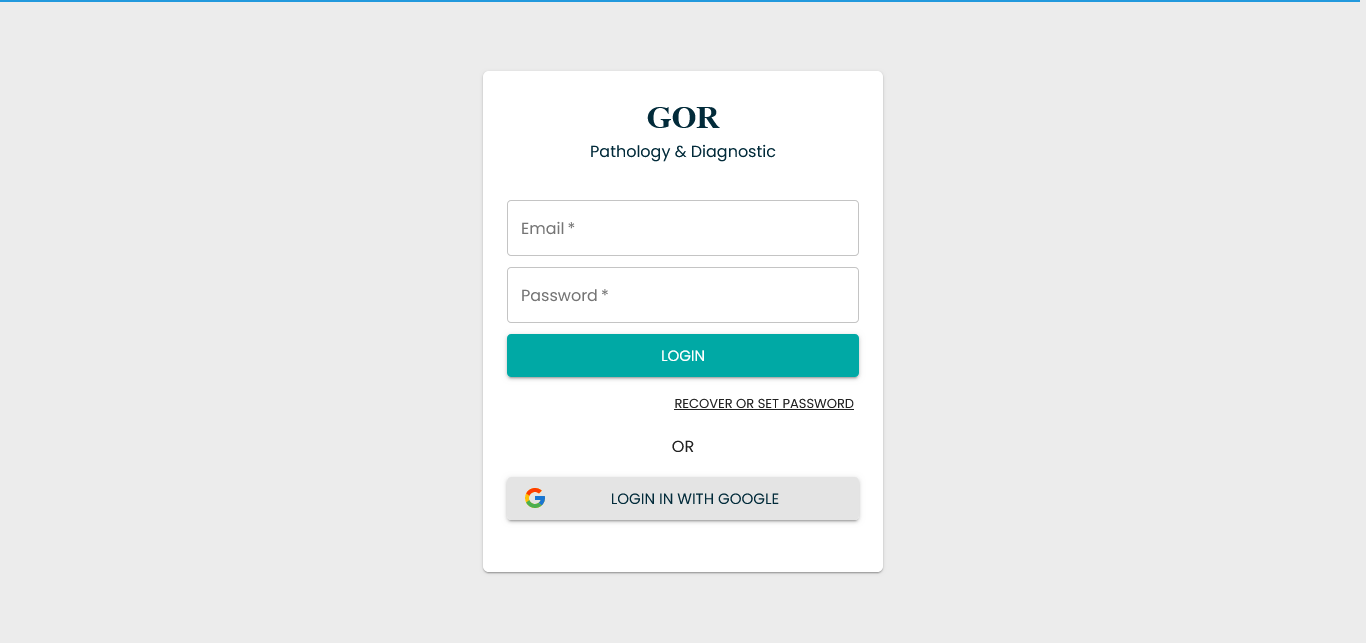 GOR
Pathology & Diagnostic
Email *
Password *
LOGIN
RECOVER OR SET PASSWORD
OR
LOGIN IN WITH GOOGLE